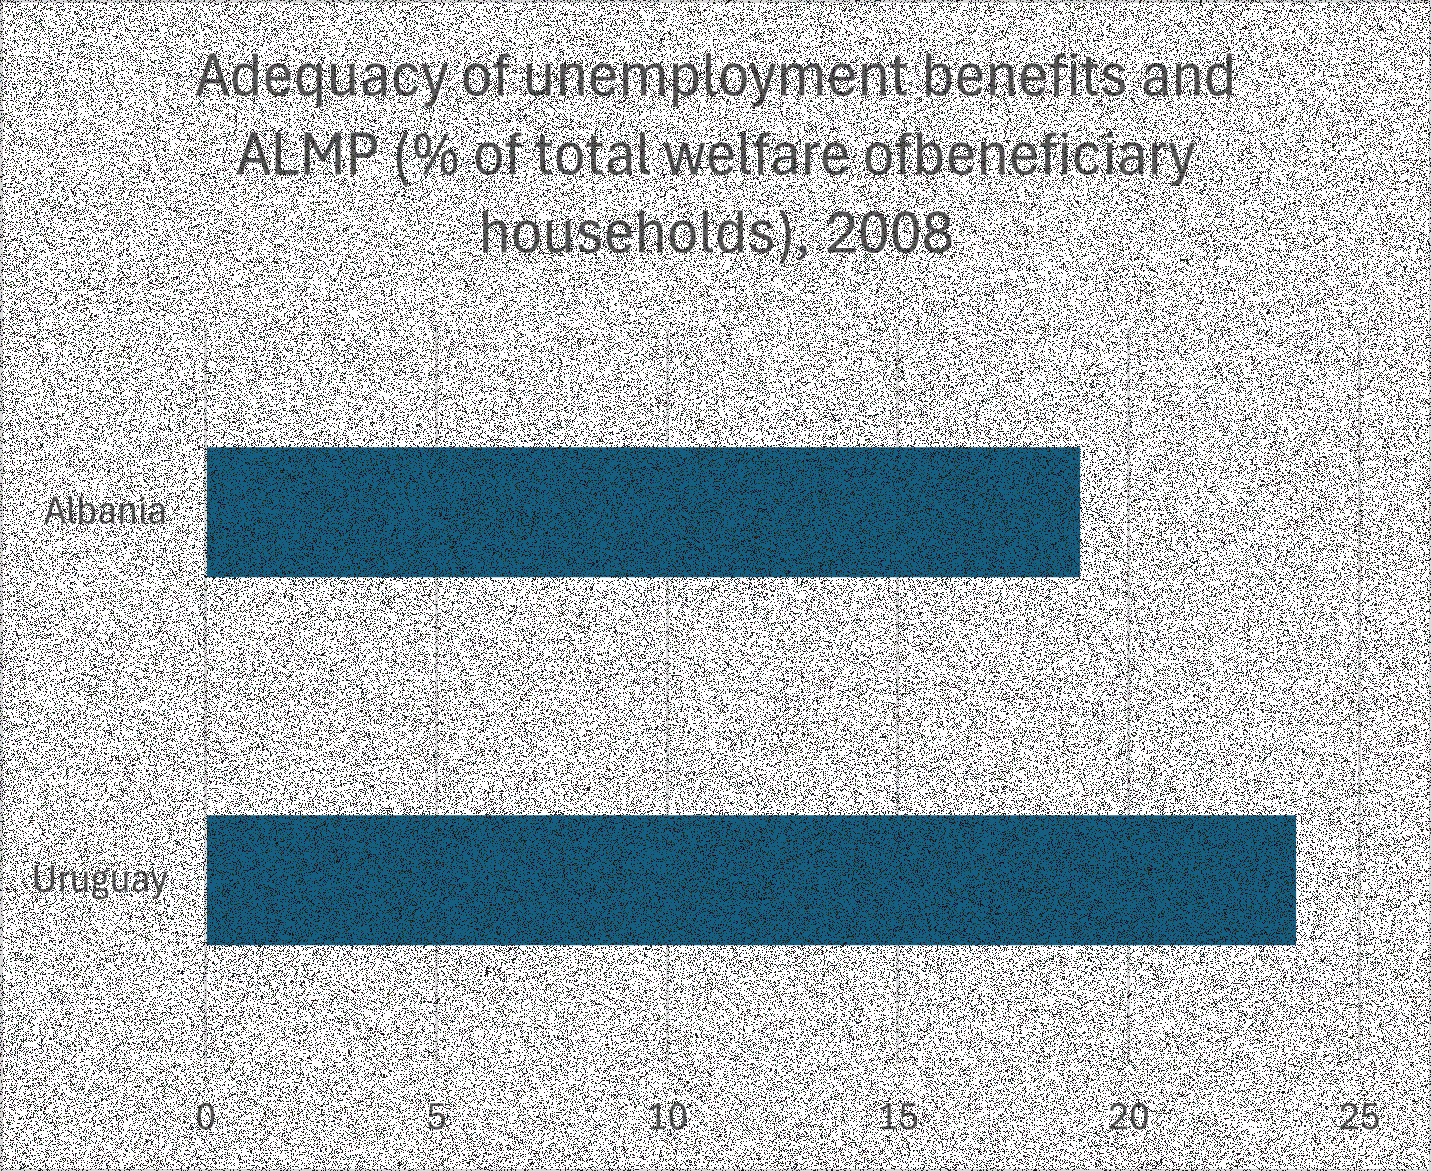 Adequacy of unemployment benefits and
ALMP (% of total welfare ofbeneficiary
households), 2008
Albania
Uruguay
0 5 10 15 20 25